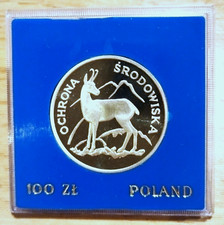 OCHRONA ŚRODOWISKA
100 ZŁ POLAND